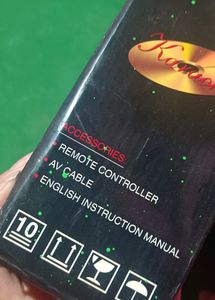 ACCESSORIES
• REMOTE CONTROLLER
• AV CABLE
• ENGLISH INSTRUCTION MANUAL
10